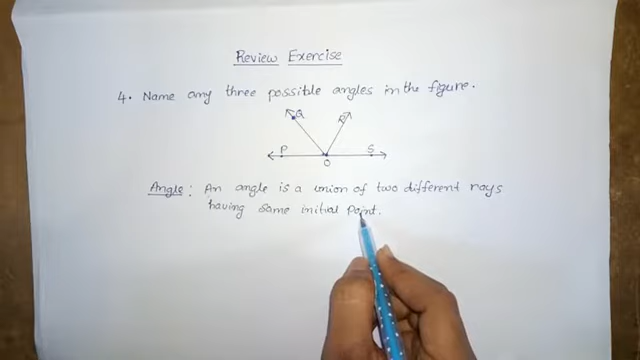 Review Exercise
4. Name any three possible angles in the figure.
Q R
P S
O
Angle: An angle is a union of two different rays
having same initial point.